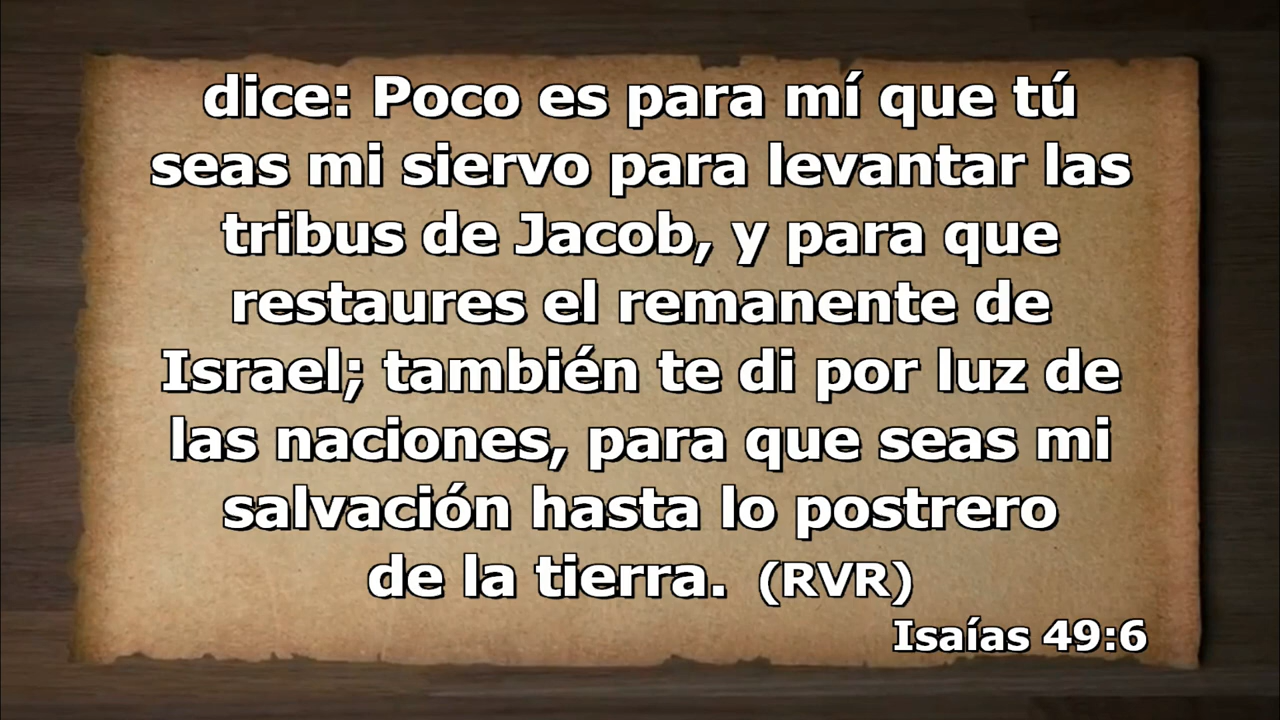 dice: Poco es para mí que tú
seas mi siervo para levantar las
tribus de Jacob, y para que
restaures el remanente de
Israel; también te di por luz de
las naciones, para que seas mi
salvación hasta lo postrero
de la tierra. (RVR)
Isaías 49:6